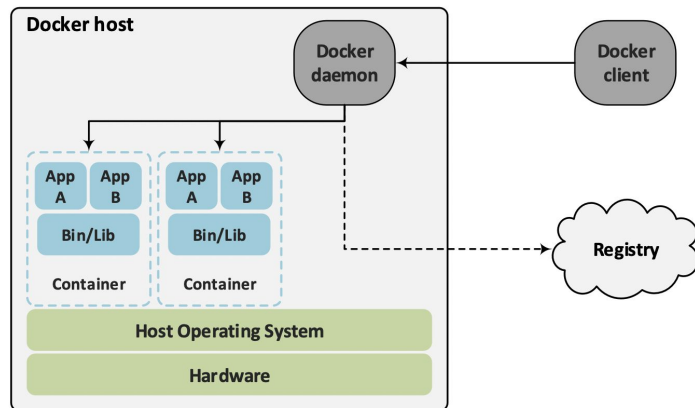 Docker host
Docker
daemon
Docker
client
App
A
App
B
Bin/Lib
Container
App
A
App
B
Bin/Lib
Container
Registry
Host Operating System
Hardware